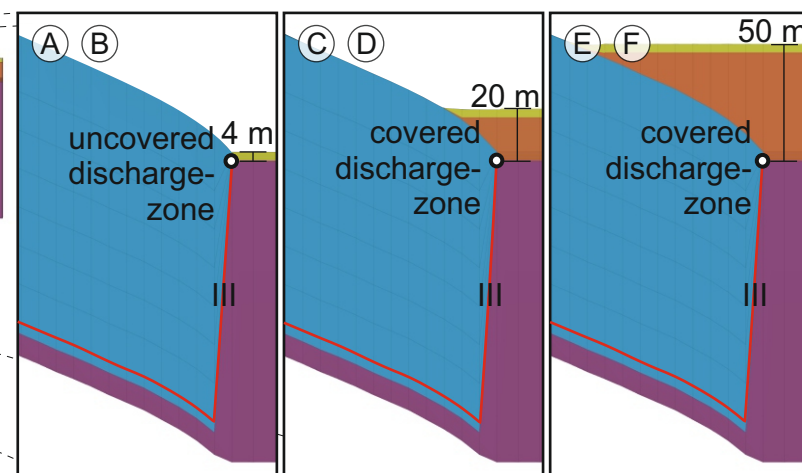 A B
uncovered 4 m
discharge-
zone
III
C D
20 m
covered
discharge-
zone
III
E F
50 m
covered
discharge-
zone
III